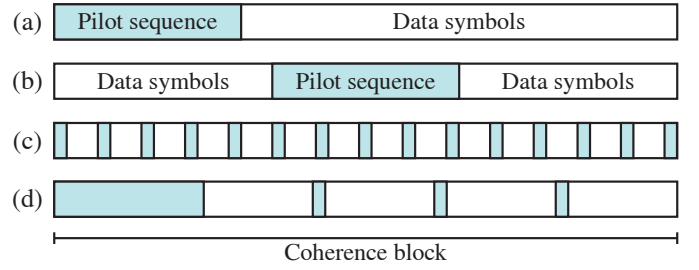 (a) Pilot sequence Data symbols
(b) Data symbols Pilot sequence Data symbols
(c)
(d)
Coherence block